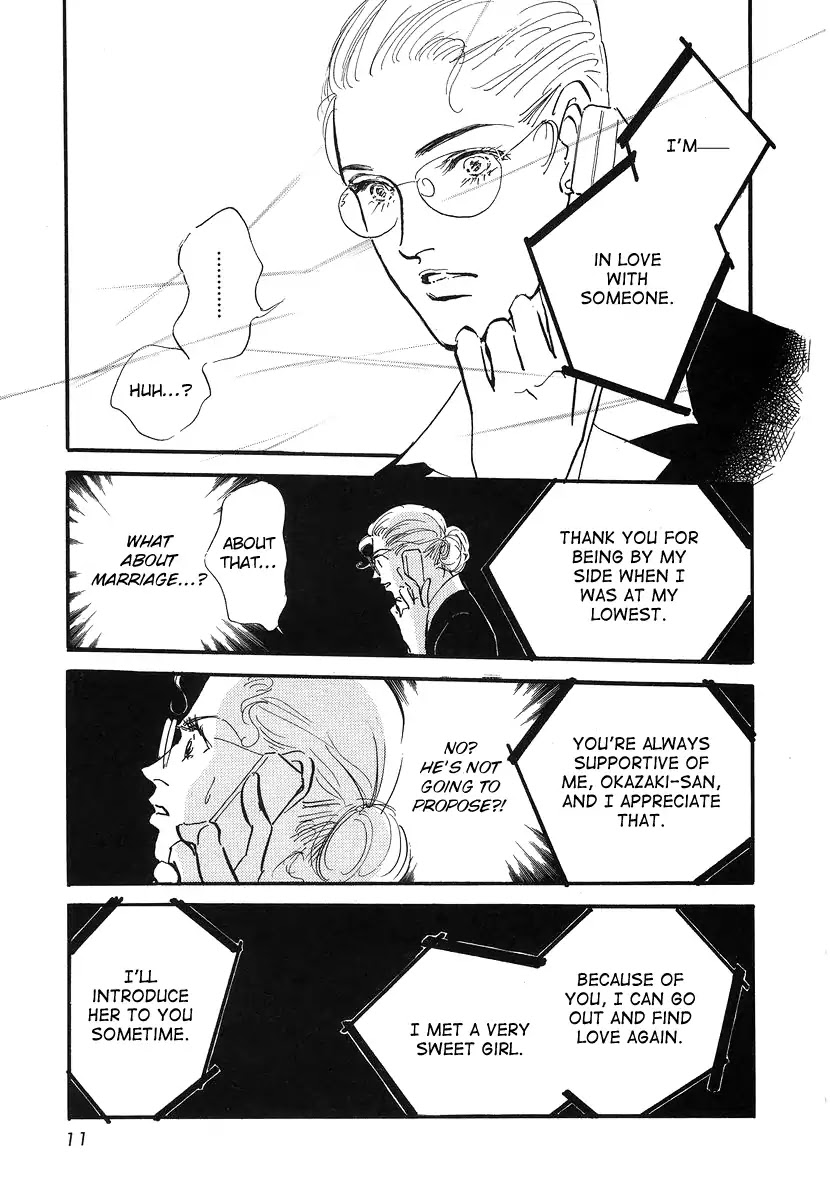 I'M——
IN LOVE
WITH
SOMEONE.
.........
HUH...?
THANK YOU FOR
BEING BY MY
SIDE WHEN I
WAS AT MY
LOWEST.
ABOUT
THAT...
WHAT
ABOUT
MARRIAGE...?
YOU'RE ALWAYS
SUPPORTIVE OF
ME, OKAZAKI-SAN,
AND I APPRECIATE
THAT.
NO?
HE'S NOT
GOING TO
PROPOSE?!
BECAUSE OF
YOU, I CAN GO
OUT AND FIND
LOVE AGAIN.
I MET A VERY
SWEET GIRL.
I'LL
INTRODUCE
HER TO YOU
SOMETIME.
11